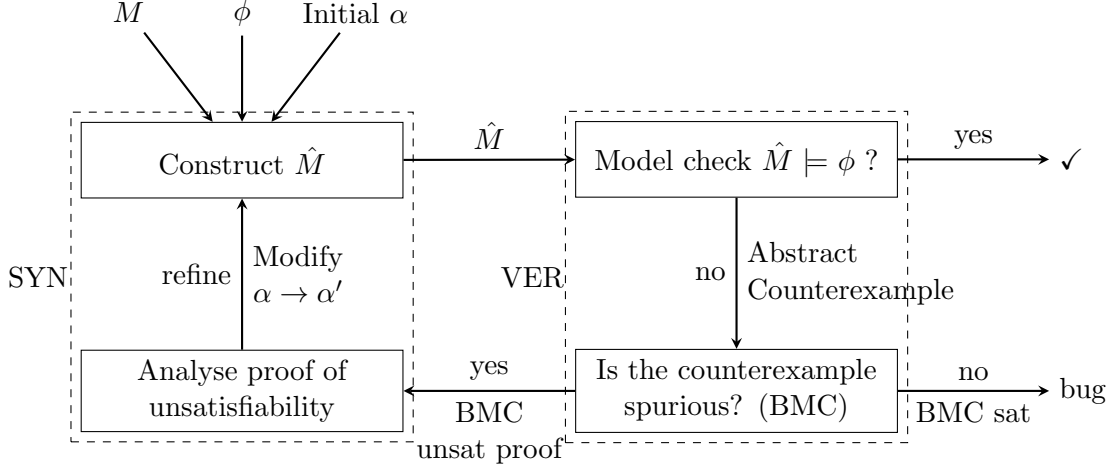 M
ϕ
Initial α
Construct M̂
M̂
Model check M̂ ⊨ ϕ ?
yes
✓
SYN
refine
Modify
α → α′
VER
no
Abstract
Counterexample
Analyse proof of
unsatisfiability
yes
BMC
unsat proof
Is the counterexample
spurious? (BMC)
no
BMC sat
bug